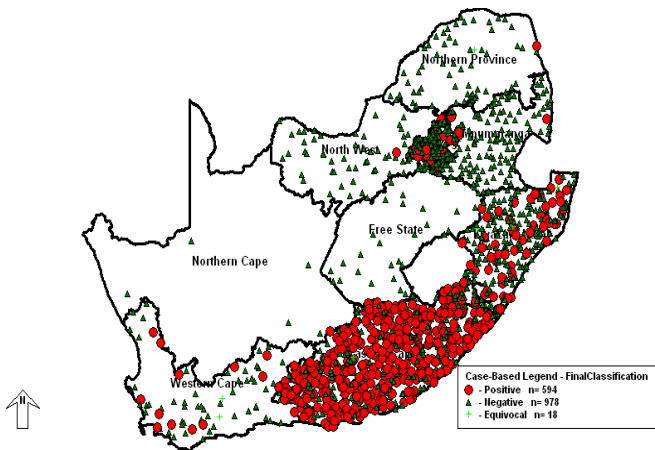 Northern Province
North West
Free State
Northern Cape
Western Cape
Case-Based Legend - FinalClassification
- Positive n= 594
- Negative n= 978
- Equivocal n= 18
N